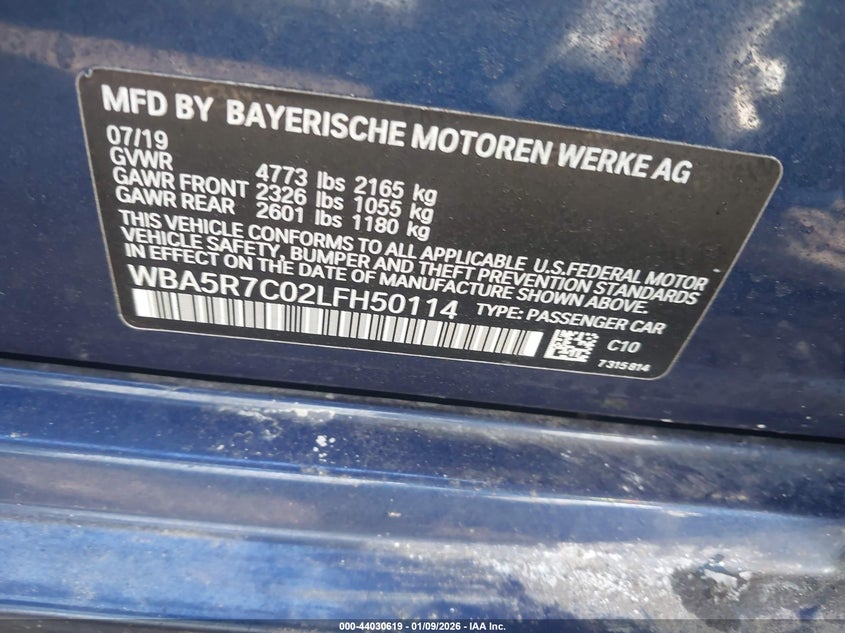 MFD BY BAYERISCHE MOTOREN WERKE AG
07/19
GVWR 4773 lbs 2165 kg
GAWR FRONT 2326 lbs 1055 kg
GAWR REAR 2601 lbs 1180 kg
THIS VEHICLE CONFORMS TO ALL APPLICABLE U.S.FEDERAL MOTOR
VEHICLE SAFETY, BUMPER AND THEFT PREVENTION STANDARDS
IN EFFECT ON THE DATE OF MANUFACTURE SHOWN ABOVE.
WBA5R7C02LFH50114 TYPE: PASSENGER CAR
C10
7315814
000-44030619 - 01/09/2026 - IAA Inc.